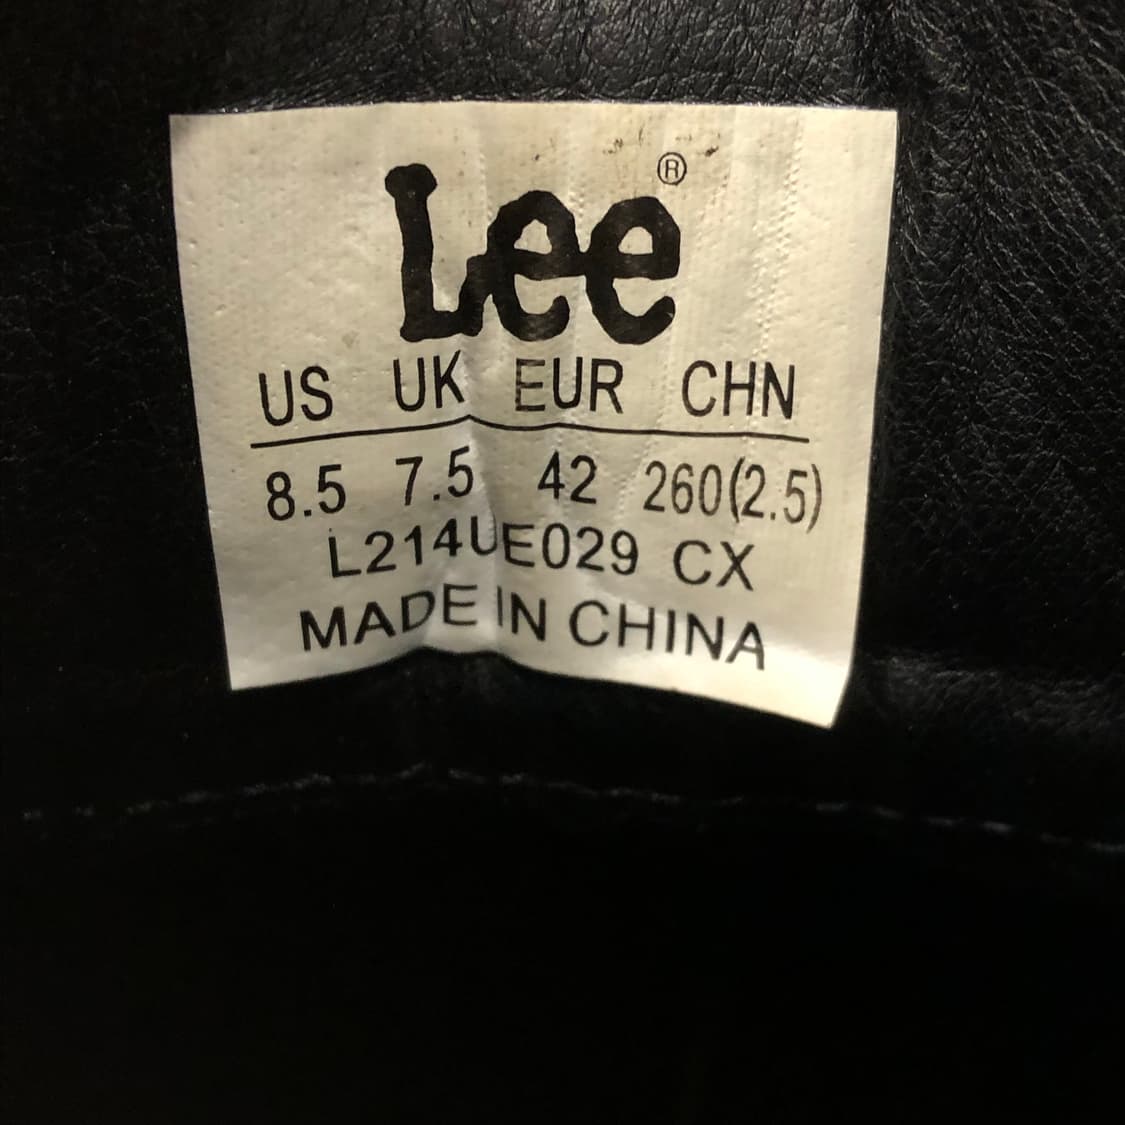 Lee®
US UK EUR CHN
8.5 7.5 42 260(2.5)
L214UE029 CX
MADE IN CHINA